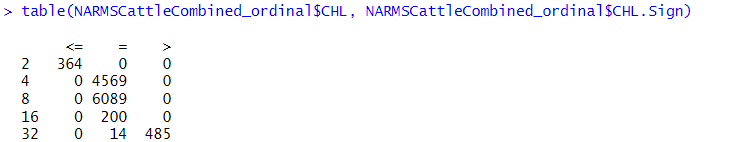 > table(NARMSCattleCombined_ordinal$CHL, NARMSCattleCombined_ordinal$CHL.Sign)
<= = >
2 364 0 0
4 0 4569 0
8 0 6089 0
16 0 200 0
32 0 14 485